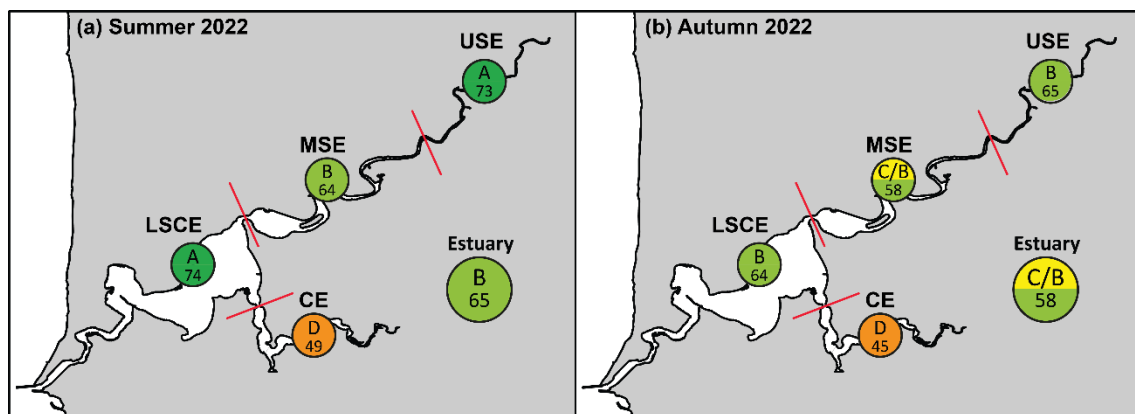 (a) Summer 2022
USE
A
73
MSE
B
64
LSCE
A
74
Estuary
B
65
CE
D
49
(b) Autumn 2022
USE
B
65
MSE
C/B
58
LSCE
B
64
Estuary
C/B
58
CE
D
45